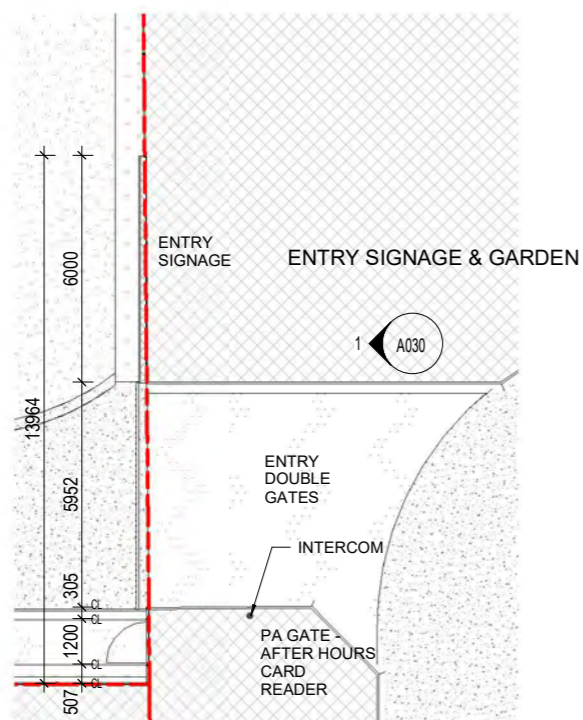 ENTRY
SIGNAGE
ENTRY SIGNAGE & GARDEN
6000
1
A030
13964
ENTRY
DOUBLE
GATES
5952
INTERCOM
305
CL
PA GATE -
AFTER HOURS
CARD
READER
1200
CL
CL
507